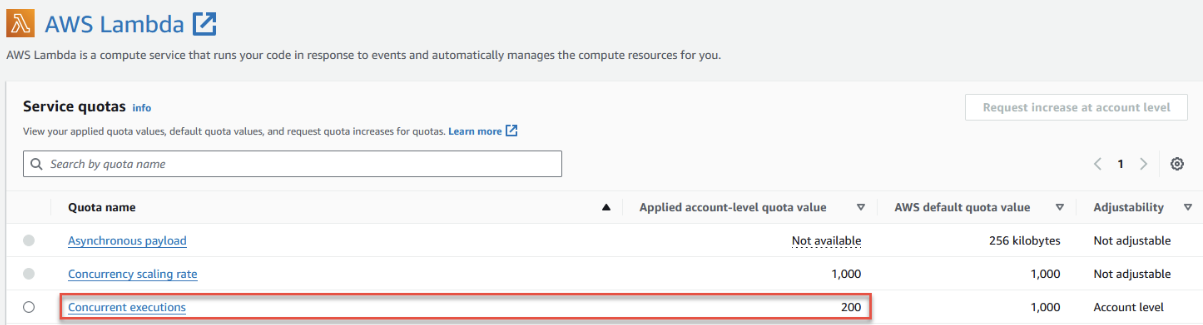 AWS Lambda
AWS Lambda is a compute service that runs your code in response to events and automatically manages the compute resources for you.
Service quotas info
Request increase at account level
View your applied quota values, default quota values, and request quota increases for quotas. Learn more
Search by quota name
1
Quota name Applied account-level quota value AWS default quota value Adjustability
Asynchronous payload Not available 256 kilobytes Not adjustable
Concurrency scaling rate 1,000 1,000 Not adjustable
Concurrent executions 200 1,000 Account level